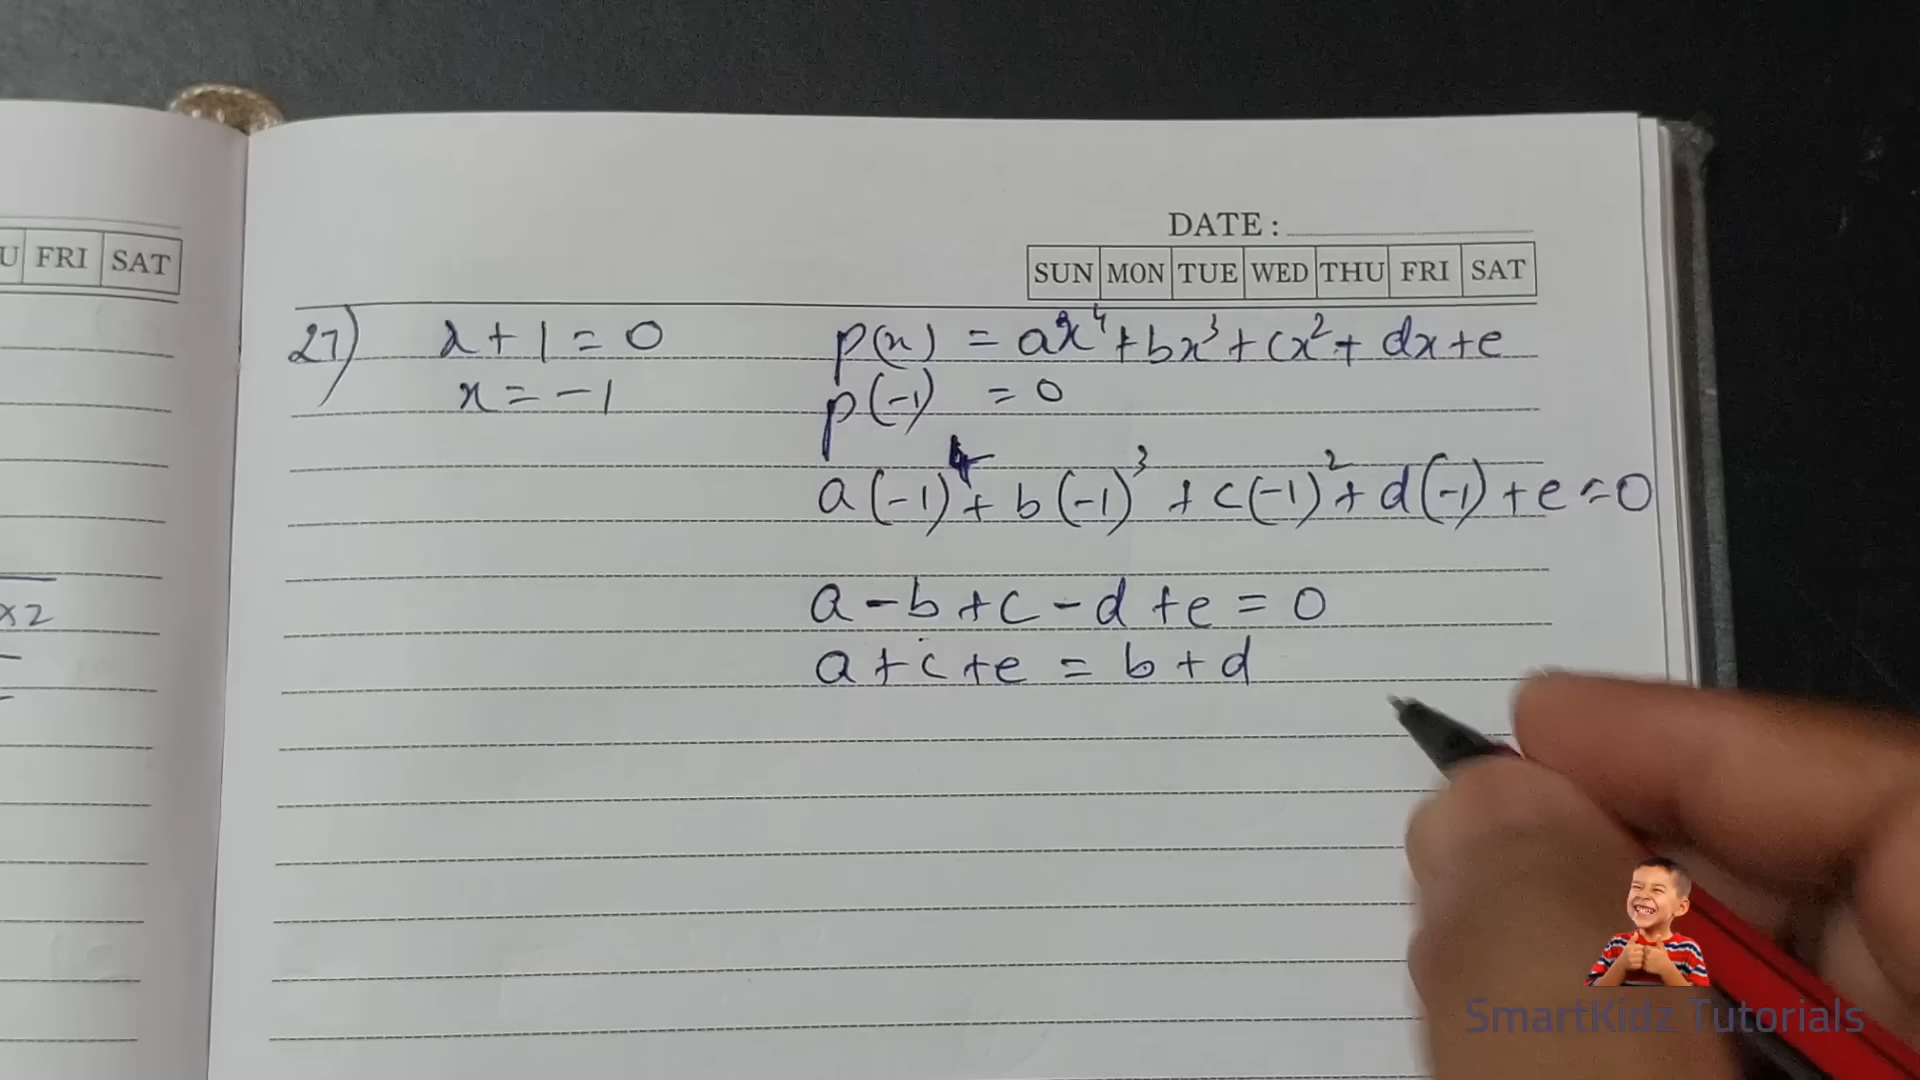 DATE :
U FRI SAT
SUN MON TUE WED THU FRI SAT
27) x + 1 = 0 p(x) = ax⁴ + bx³ + cx² + dx + e
x = -1 p(-1) = 0
a(-1)⁴ + b(-1)³ + c(-1)² + d(-1) + e = 0
a - b + c - d + e = 0
×2
a + c + e = b + d
SmartKidz Tutorials